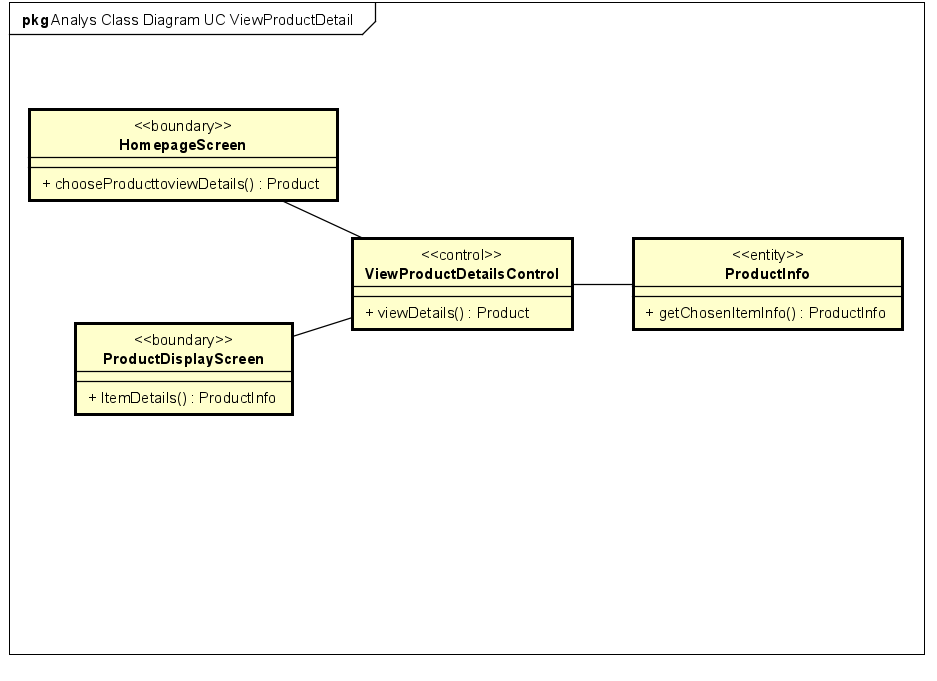 pkg Analys Class Diagram UC ViewProductDetail
<<boundary>>
HomepageScreen
+ chooseProducttoviewDetails() : Product
<<control>>
ViewProductDetailsControl
+ viewDetails() : Product
<<entity>>
ProductInfo
+ getChosenItemInfo() : ProductInfo
<<boundary>>
ProductDisplayScreen
+ ItemDetails() : ProductInfo